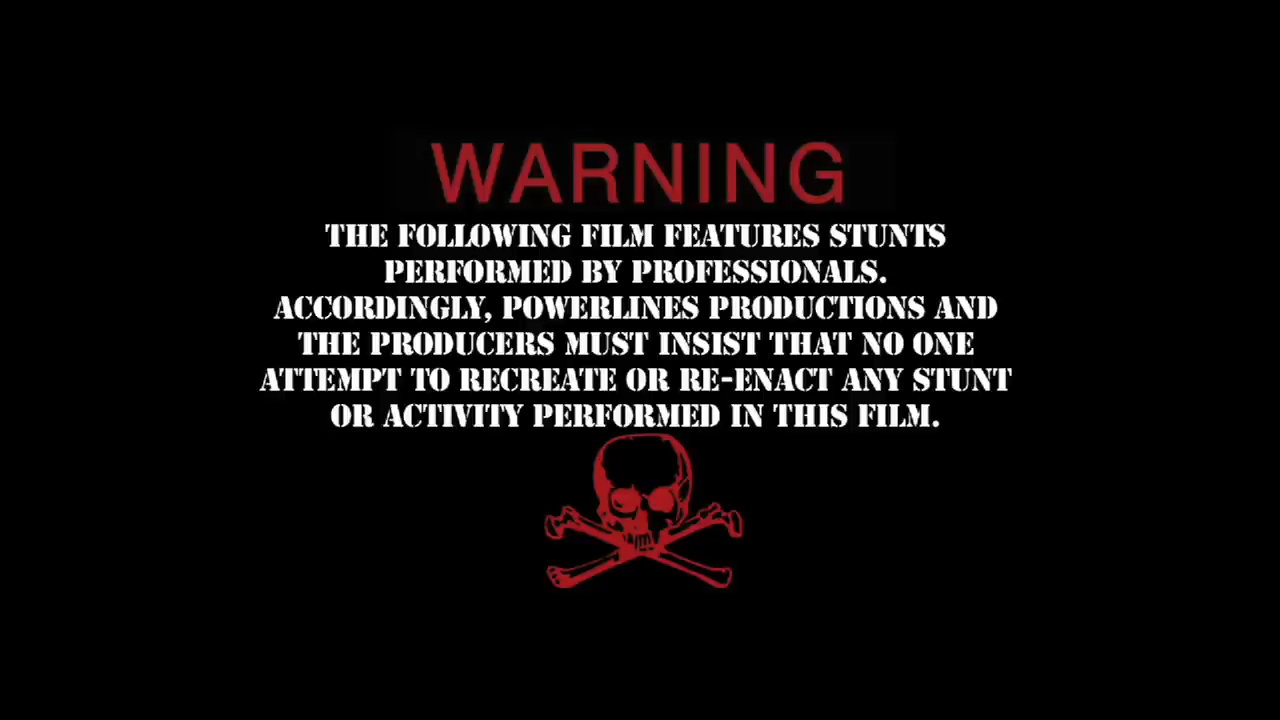 WARNING
THE FOLLOWING FILM FEATURES STUNTS
PERFORMED BY PROFESSIONALS.
ACCORDINGLY, POWERLINES PRODUCTIONS AND
THE PRODUCERS MUST INSIST THAT NO ONE
ATTEMPT TO RECREATE OR RE-ENACT ANY STUNT
OR ACTIVITY PERFORMED IN THIS FILM.